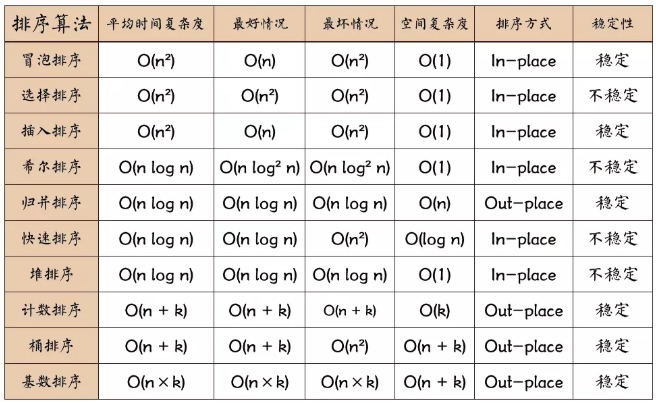 排序算法 平均时间复杂度 最好情况 最坏情况 空间复杂度 排序方式 稳定性
冒泡排序 O(n²) O(n) O(n²) O(1) In-place 稳定
选择排序 O(n²) O(n²) O(n²) O(1) In-place 不稳定
插入排序 O(n²) O(n) O(n²) O(1) In-place 稳定
希尔排序 O(n log n) O(n log² n) O(n log² n) O(1) In-place 不稳定
归并排序 O(n log n) O(n log n) O(n log n) O(n) Out-place 稳定
快速排序 O(n log n) O(n log n) O(n²) O(log n) In-place 不稳定
堆排序 O(n log n) O(n log n) O(n log n) O(1) In-place 不稳定
计数排序 O(n + k) O(n + k) O(n + k) O(k) Out-place 稳定
桶排序 O(n + k) O(n + k) O(n²) O(n + k) Out-place 稳定
基数排序 O(n×k) O(n×k) O(n×k) O(n + k) Out-place 稳定